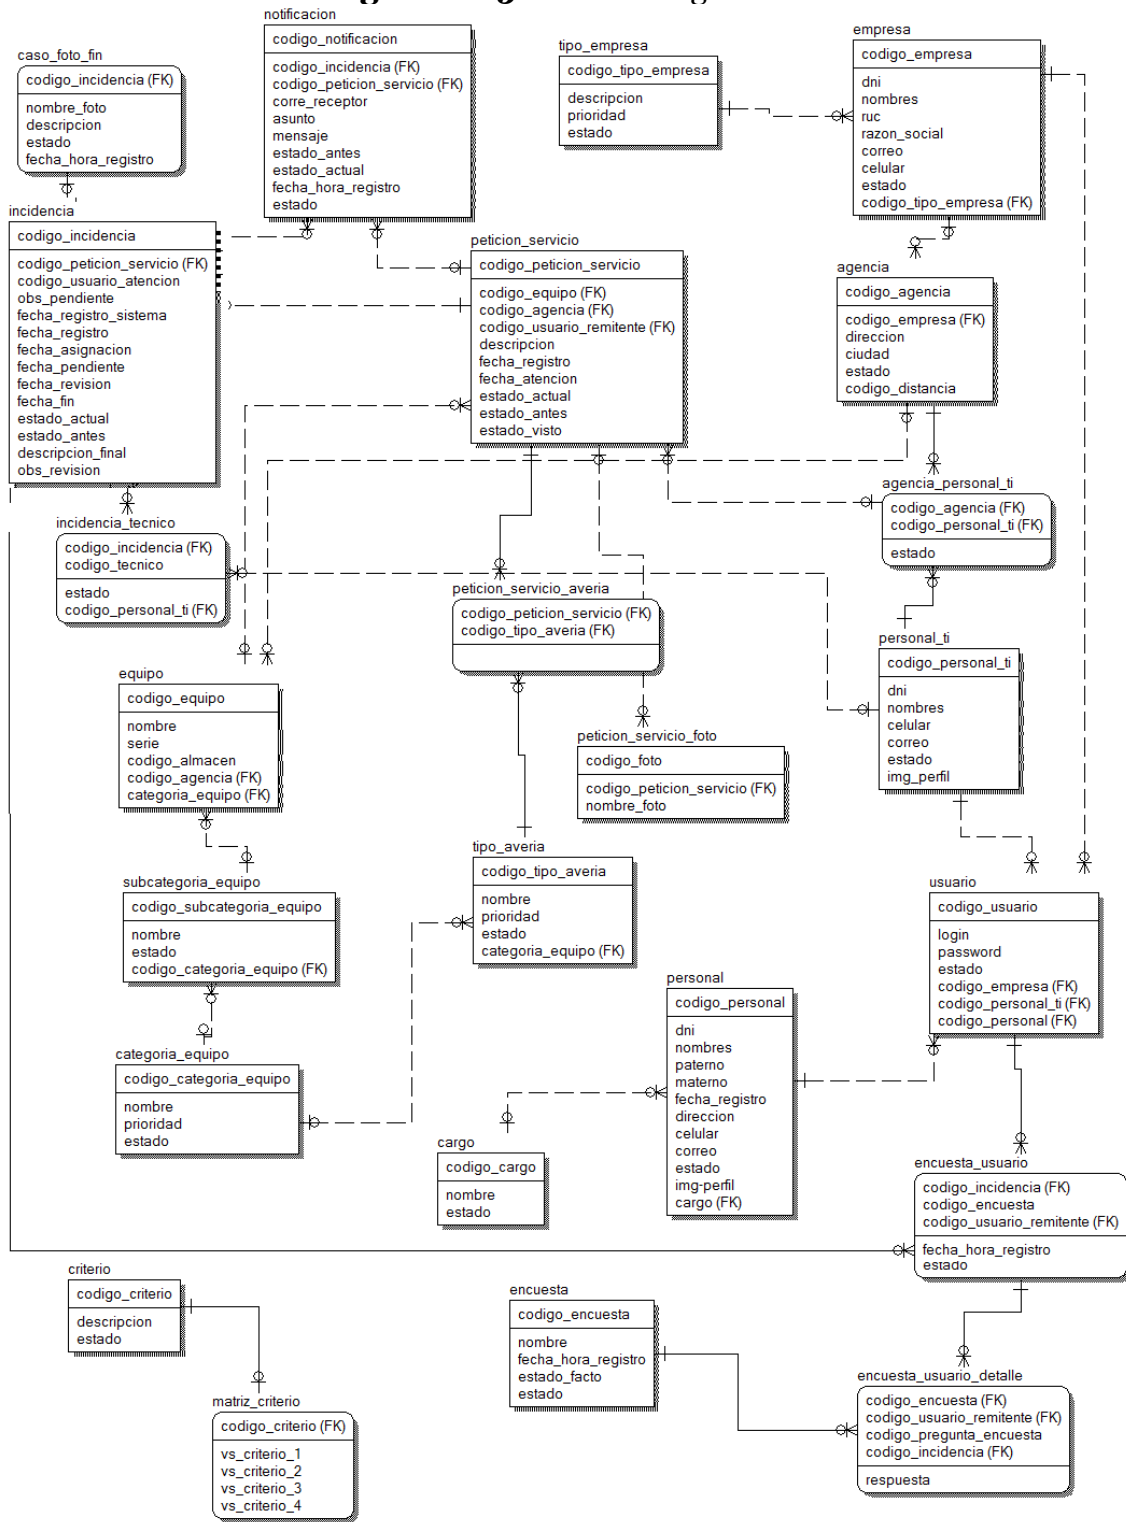 notificacion
codigo_notificacion
codigo_incidencia (FK)
codigo_peticion_servicio (FK)
corre_receptor
asunto
mensaje
estado_antes
estado_actual
fecha_hora_registro
estado
tipo_empresa
codigo_tipo_empresa
descripcion
prioridad
estado
empresa
codigo_empresa
dni
nombres
ruc
razon_social
correo
celular
estado
codigo_tipo_empresa (FK)
caso_foto_fin
codigo_incidencia (FK)
nombre_foto
descripcion
estado
fecha_hora_registro
incidencia
codigo_incidencia
codigo_peticion_servicio (FK)
codigo_usuario_atencion
obs_pendiente
fecha_registro_sistema
fecha_registro
fecha_asignacion
fecha_pendiente
fecha_revision
fecha_fin
estado_actual
estado_antes
descripcion_final
obs_revision
peticion_servicio
codigo_peticion_servicio
codigo_equipo (FK)
codigo_agencia (FK)
codigo_usuario_remitente (FK)
descripcion
fecha_registro
fecha_atencion
estado_actual
estado_antes
estado_visto
agencia
codigo_agencia
codigo_empresa (FK)
direccion
ciudad
estado
codigo_distancia
agencia_personal_ti
codigo_agencia (FK)
codigo_personal_ti (FK)
estado
incidencia_tecnico
codigo_incidencia (FK)
codigo_tecnico
estado
codigo_personal_ti (FK)
peticion_servicio_averia
codigo_peticion_servicio (FK)
codigo_tipo_averia (FK)
personal_ti
codigo_personal_ti
dni
nombres
celular
correo
estado
img_perfil
equipo
codigo_equipo
nombre
serie
codigo_almacen
codigo_agencia (FK)
categoria_equipo (FK)
peticion_servicio_foto
codigo_foto
codigo_peticion_servicio (FK)
nombre_foto
tipo_averia
codigo_tipo_averia
nombre
prioridad
estado
categoria_equipo (FK)
subcategoria_equipo
codigo_subcategoria_equipo
nombre
estado
codigo_categoria_equipo (FK)
usuario
codigo_usuario
login
password
estado
codigo_empresa (FK)
codigo_personal_ti (FK)
codigo_personal (FK)
personal
codigo_personal
dni
nombres
paterno
materno
fecha_registro
direccion
celular
correo
estado
img-perfil
cargo (FK)
categoria_equipo
codigo_categoria_equipo
nombre
prioridad
estado
cargo
codigo_cargo
nombre
estado
encuesta_usuario
codigo_incidencia (FK)
codigo_encuesta
codigo_usuario_remitente (FK)
fecha_hora_registro
estado
criterio
codigo_criterio
descripcion
estado
encuesta
codigo_encuesta
nombre
fecha_hora_registro
estado_facto
estado
matriz_criterio
codigo_criterio (FK)
vs_criterio_1
vs_criterio_2
vs_criterio_3
vs_criterio_4
encuesta_usuario_detalle
codigo_encuesta (FK)
codigo_usuario_remitente (FK)
codigo_pregunta_encuesta
codigo_incidencia (FK)
respuesta